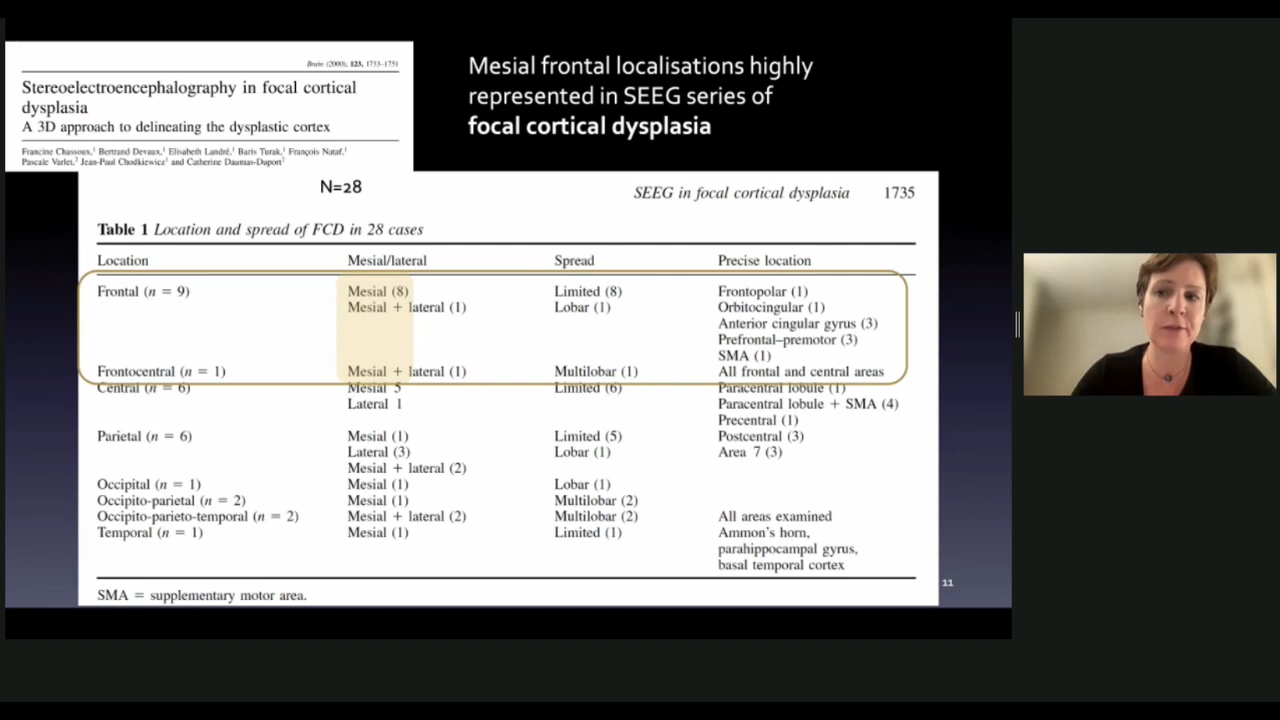 Brain (2000), 123, 1733–1751
Stereoelectroencephalography in focal cortical
dysplasia
A 3D approach to delineating the dysplastic cortex
Francine Chassoux,1 Bertrand Devaux,1 Elisabeth Landré,1 Baris Turak,1 François Nataf,1
Pascale Varlet,2 Jean-Paul Chodkiewicz1 and Catherine Daumas-Duport2
Mesial frontal localisations highly
represented in SEEG series of
focal cortical dysplasia
N=28
SEEG in focal cortical dysplasia 1735
Table 1 Location and spread of FCD in 28 cases
Location Mesial/lateral Spread Precise location
Frontal (n = 9) Mesial (8) Limited (8) Frontopolar (1)
Mesial + lateral (1) Lobar (1) Orbitocingular (1)
Anterior cingular gyrus (3)
Prefrontal–premotor (3)
SMA (1)
Frontocentral (n = 1) Mesial + lateral (1) Multilobar (1) All frontal and central areas
Central (n = 6) Mesial 5 Limited (6) Paracentral lobule (1)
Lateral 1 Paracentral lobule + SMA (4)
Precentral (1)
Parietal (n = 6) Mesial (1) Limited (5) Postcentral (3)
Lateral (3) Lobar (1) Area 7 (3)
Mesial + lateral (2)
Occipital (n = 1) Mesial (1) Lobar (1)
Occipito-parietal (n = 2) Mesial (1) Multilobar (2)
Occipito-parieto-temporal (n = 2) Mesial + lateral (2) Multilobar (2) All areas examined
Temporal (n = 1) Mesial (1) Limited (1) Ammon's horn,
parahippocampal gyrus,
basal temporal cortex
SMA = supplementary motor area.
11